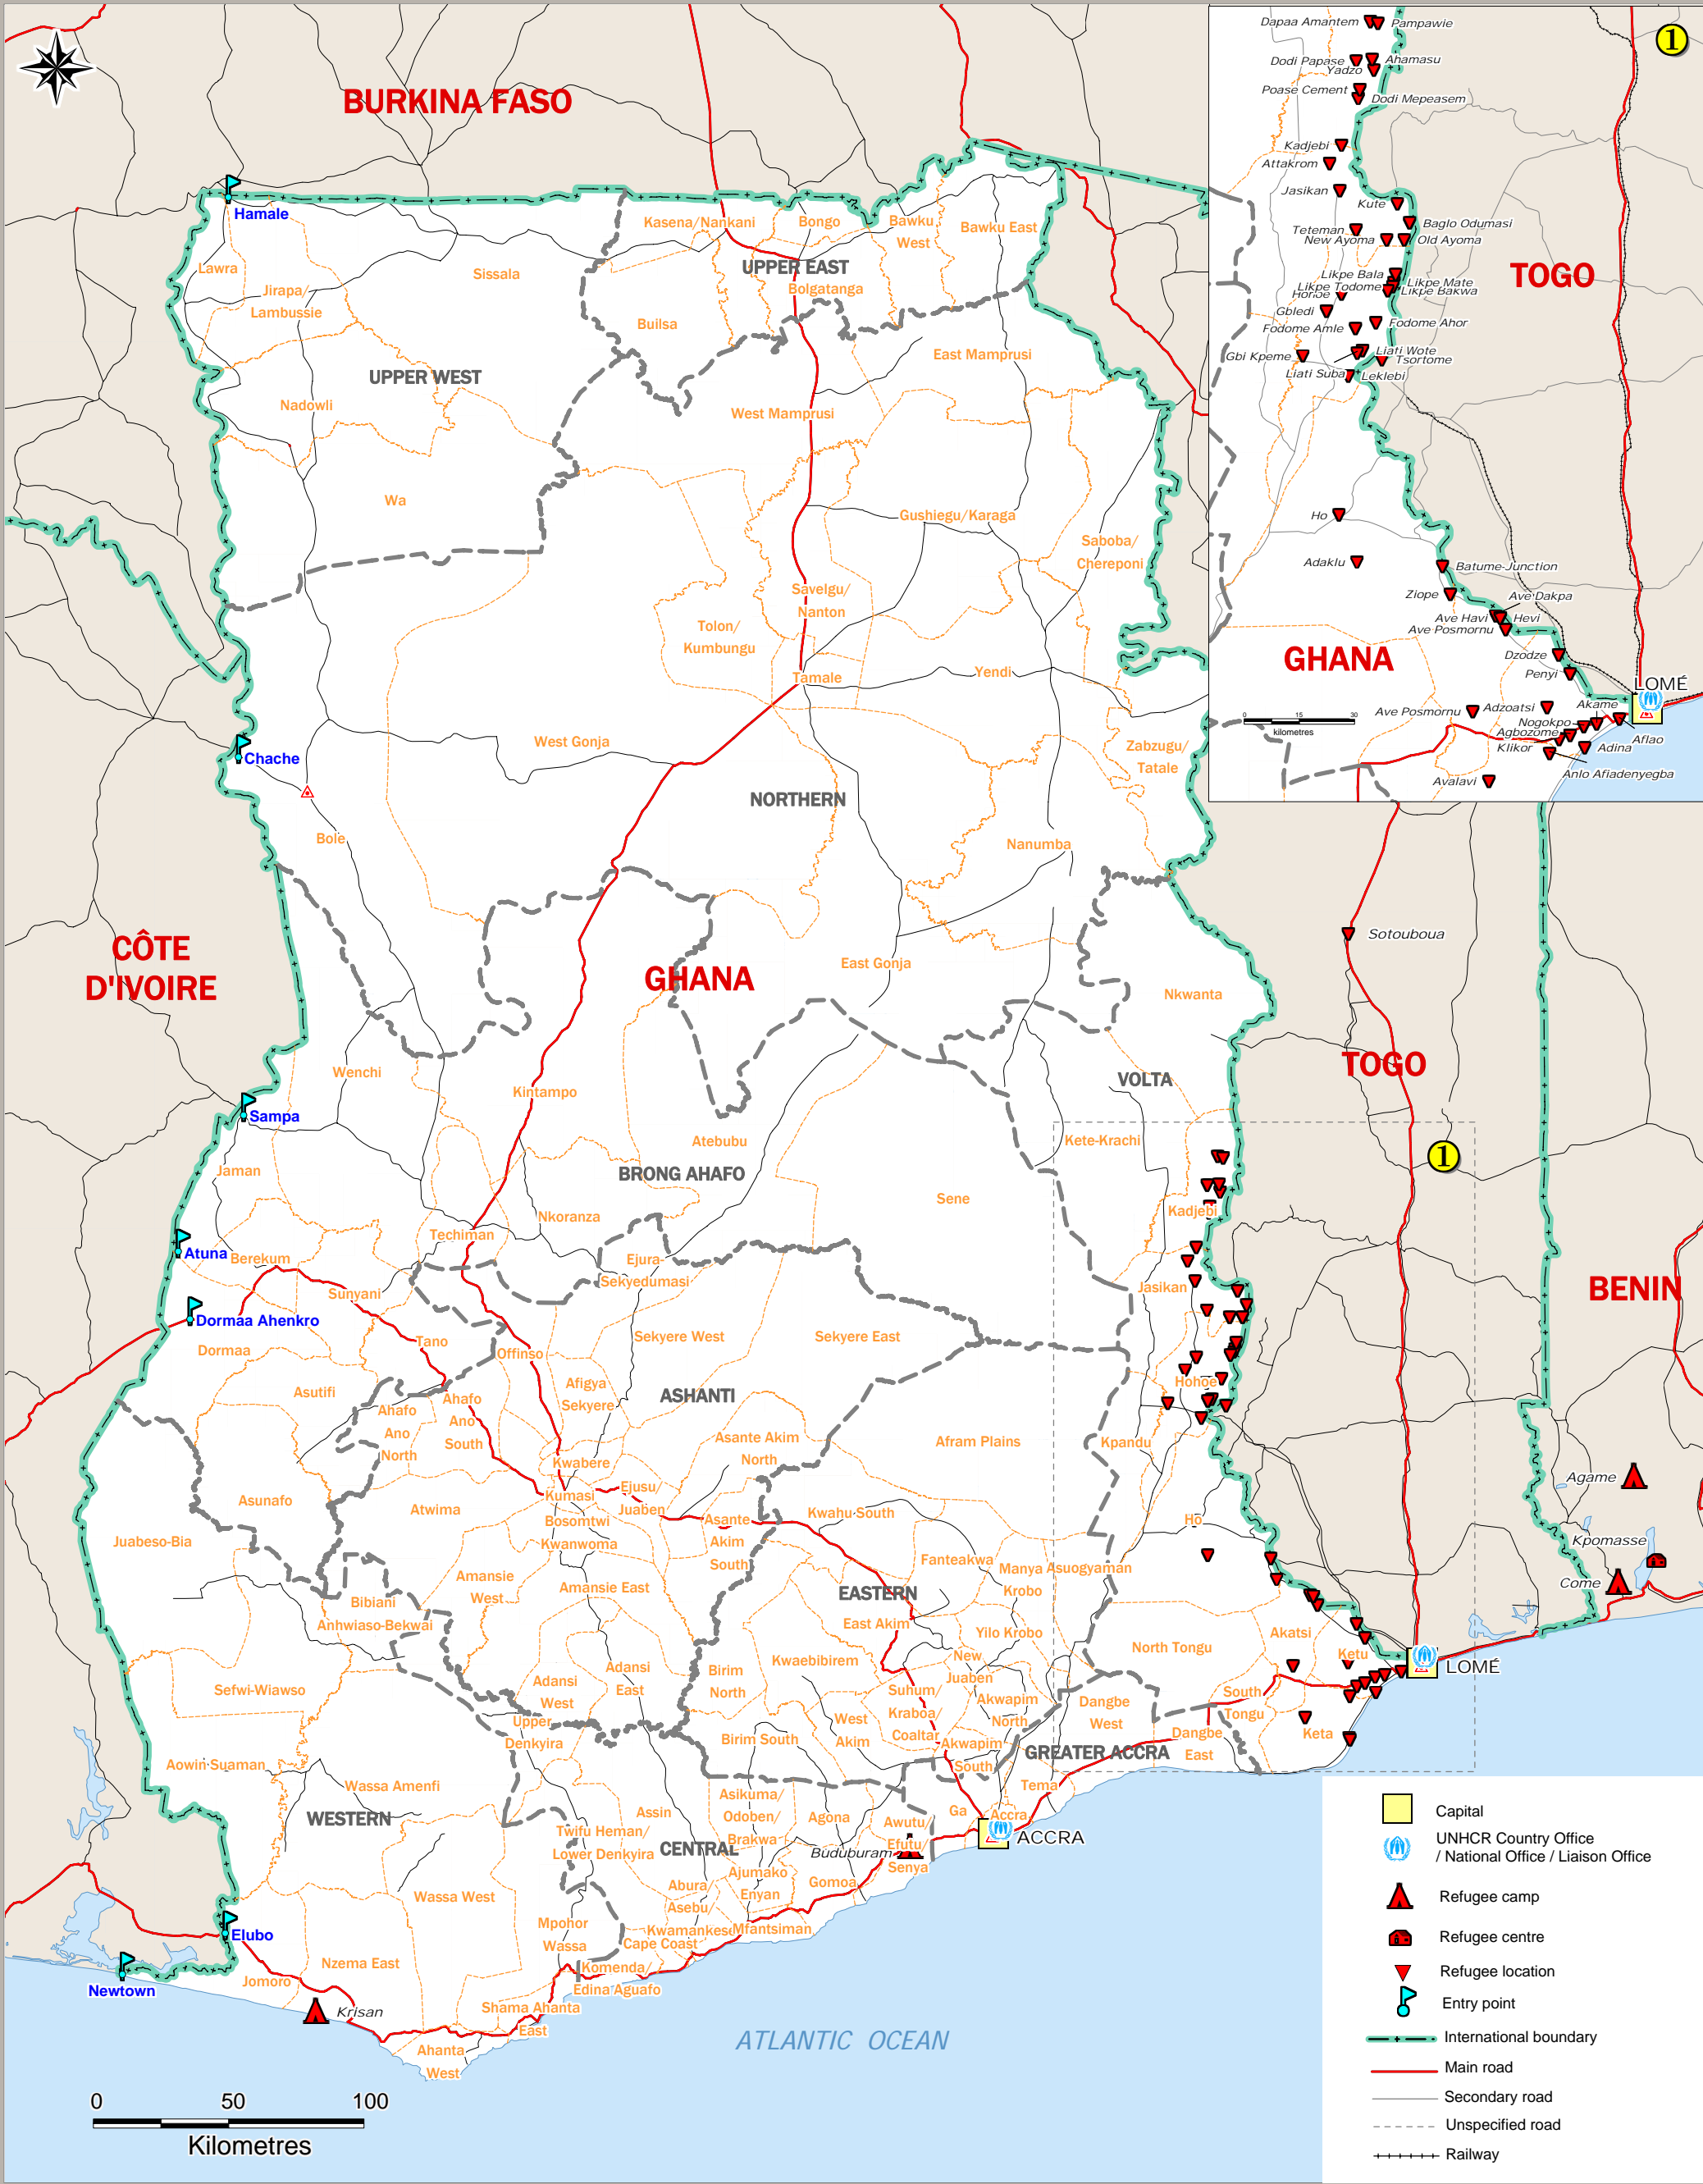 BURKINA FASO
Hamale
Lawra
Jirapa/
Lambussie
Sissala
Kasena/Nankani
Bongo
Bawku
West
Bawku East
UPPER EAST
Bolgatanga
Builsa
UPPER WEST
Nadowli
East Mamprusi
West Mamprusi
Wa
Gushiegu/Karaga
Saboba/
Chereponi
Savelgu/
Nanton
Tolon/
Kumbungu
Tamale
Yendi
West Gonja
Zabzugu/
Tatale
Chache
NORTHERN
Bole
Nanumba
CÔTE
D'IVOIRE
GHANA
East Gonja
Nkwanta
Sotouboua
TOGO
Wenchi
Kintampo
VOLTA
Sampa
Atebubu
Kete-Krachi
1
Jaman
BRONG AHAFO
Sene
Nkoranza
Kadjebi
Techiman
Atuna
Berekum
Ejura-
Sekyedumasi
Sunyani
Jasikan
BENIN
Dormaa Ahenkro
Dormaa
Tano
Offinso
Sekyere West
Sekyere East
Asutifi
Afigya
Sekyere
ASHANTI
Hohoe
Ahafo
Ano
North
Ahafo
Ano
South
Asante Akim
North
Afram Plains
Kpandu
Kwabere
Agame
Asunafo
Atwima
Kumasi
Ejusu/
Juaben
Bosomtwi
Kwanwoma
Asante
Akim
South
Kwahu South
Ho
Juabeso-Bia
Kpomasse
Fanteakwa
Manya
Krobo
Asuogyaman
Come
Amansie
West
Amansie East
EASTERN
Bibiani
Anhwiaso-Bekwai
East Akim
Yilo Krobo
Akatsi
North Tongu
Ketu
Kwaebibirem
New
Juaben
LOMÉ
Adansi
West
Adansi
East
Birim
North
Sefwi-Wiawso
Suhum/
Kraboa/
Coaltar
Akwapim
North
Dangbe
West
South
Tongu
Upper
Denkyira
West
Akim
Birim South
Akwapim
South
Dangbe
East
Keta
GREATER ACCRA
Aowin-Suaman
Wassa Amenfi
Tema
WESTERN
Assin
Asikuma/
Odoben/
Brakwa
Agona
Ga
Accra
Awutu/
Efutu/
Senya
Twifu Heman/
Lower Denkyira
CENTRAL
Buduburam
ACCRA
Ajumako
Enyan
Gomoa
Abura/
Asebu/
Kwamankese
Mfantsiman
Wassa West
Mpohor
Wassa
Cape Coast
Elubo
Nzema East
Komenda/
Edina Aguafo
Newtown
Jomoro
Krisan
Shama Ahanta
East
Ahanta
West
ATLANTIC OCEAN
0 50 100
Kilometres
1
Dapaa Amantem
Pampawie
Dodi Papase
Ahamasu
Yadzo
Poase Cement
Dodi Mepeasem
Kadjebi
Attakrom
Jasikan
Kute
Baglo Odumasi
Teteman
New Ayoma
Old Ayoma
TOGO
Likpe Bala
Likpe Todome
Likpe Mate
Likpe Bakwa
Hohoe
Gbledi
Fodome Ahor
Fodome Amle
Liati Wote
Gbi Kpeme
Tsortome
Liati Suba
Leklebi
Ho
Adaklu
Batume-Junction
Ziope
Ave Dakpa
Ave Havi
Hevi
Ave Posmornu
GHANA
Dzodze
Penyi
LOMÉ
Ave Posmornu
Adzoatsi
Akame
0 15 30
kilometres
Nogokpo
Agbozome
Aflao
Klikor
Adina
Anlo Afiadenyegba
Avalavi
Capital
UNHCR Country Office
/ National Office / Liaison Office
Refugee camp
Refugee centre
Refugee location
Entry point
International boundary
Main road
Secondary road
Unspecified road
Railway